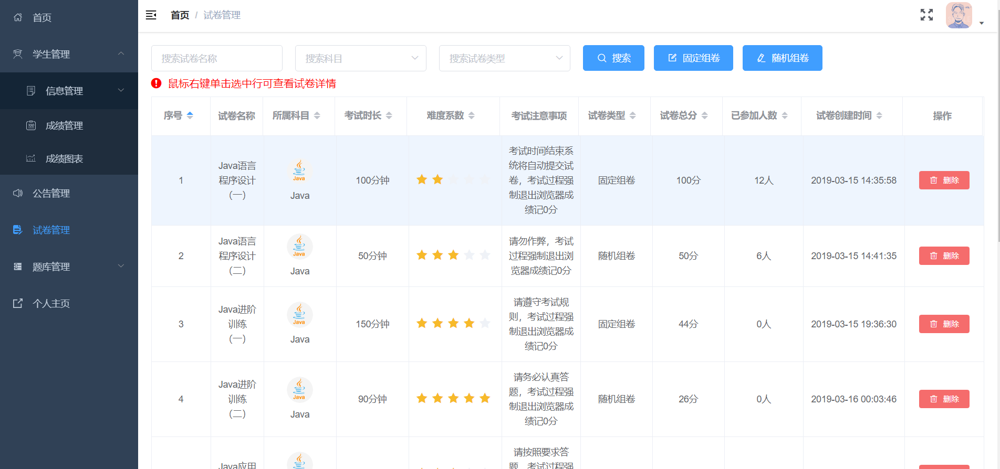 首页
学生管理
信息管理
成绩管理
成绩图表
公告管理
试卷管理
题库管理
个人主页
首页 / 试卷管理
搜索试卷名称 搜索科目 搜索试卷类型 搜索 固定组卷 随机组卷
鼠标右键单击选中行可查看试卷详情
序号 试卷名称 所属科目 考试时长 难度系数 考试注意事项 试卷类型 试卷总分 已参加人数 试卷创建时间 操作
1
Java语言
程序设计
(一)
Java
Java
100分钟
考试时间结束系
统将自动提交试
卷，考试过程强
制退出浏览器成
绩记0分
固定组卷
100分
12人
2019-03-15 14:35:58
删除
2
Java语言
程序设计
(二)
Java
Java
50分钟
请勿作弊，考试
过程强制退出浏
览器成绩记0分
随机组卷
50分
6人
2019-03-15 14:41:35
删除
3
Java进阶
训练
(一)
Java
Java
150分钟
请遵守考试规
则，考试过程强
制退出浏览器成
绩记0分
固定组卷
44分
0人
2019-03-15 19:36:30
删除
4
Java进阶
训练
(二)
Java
Java
90分钟
请务必认真答
题，考试过程强
制退出浏览器成
绩记0分
随机组卷
26分
0人
2019-03-16 00:03:46
删除
Java应用
请按照要求答
题，考试过程强